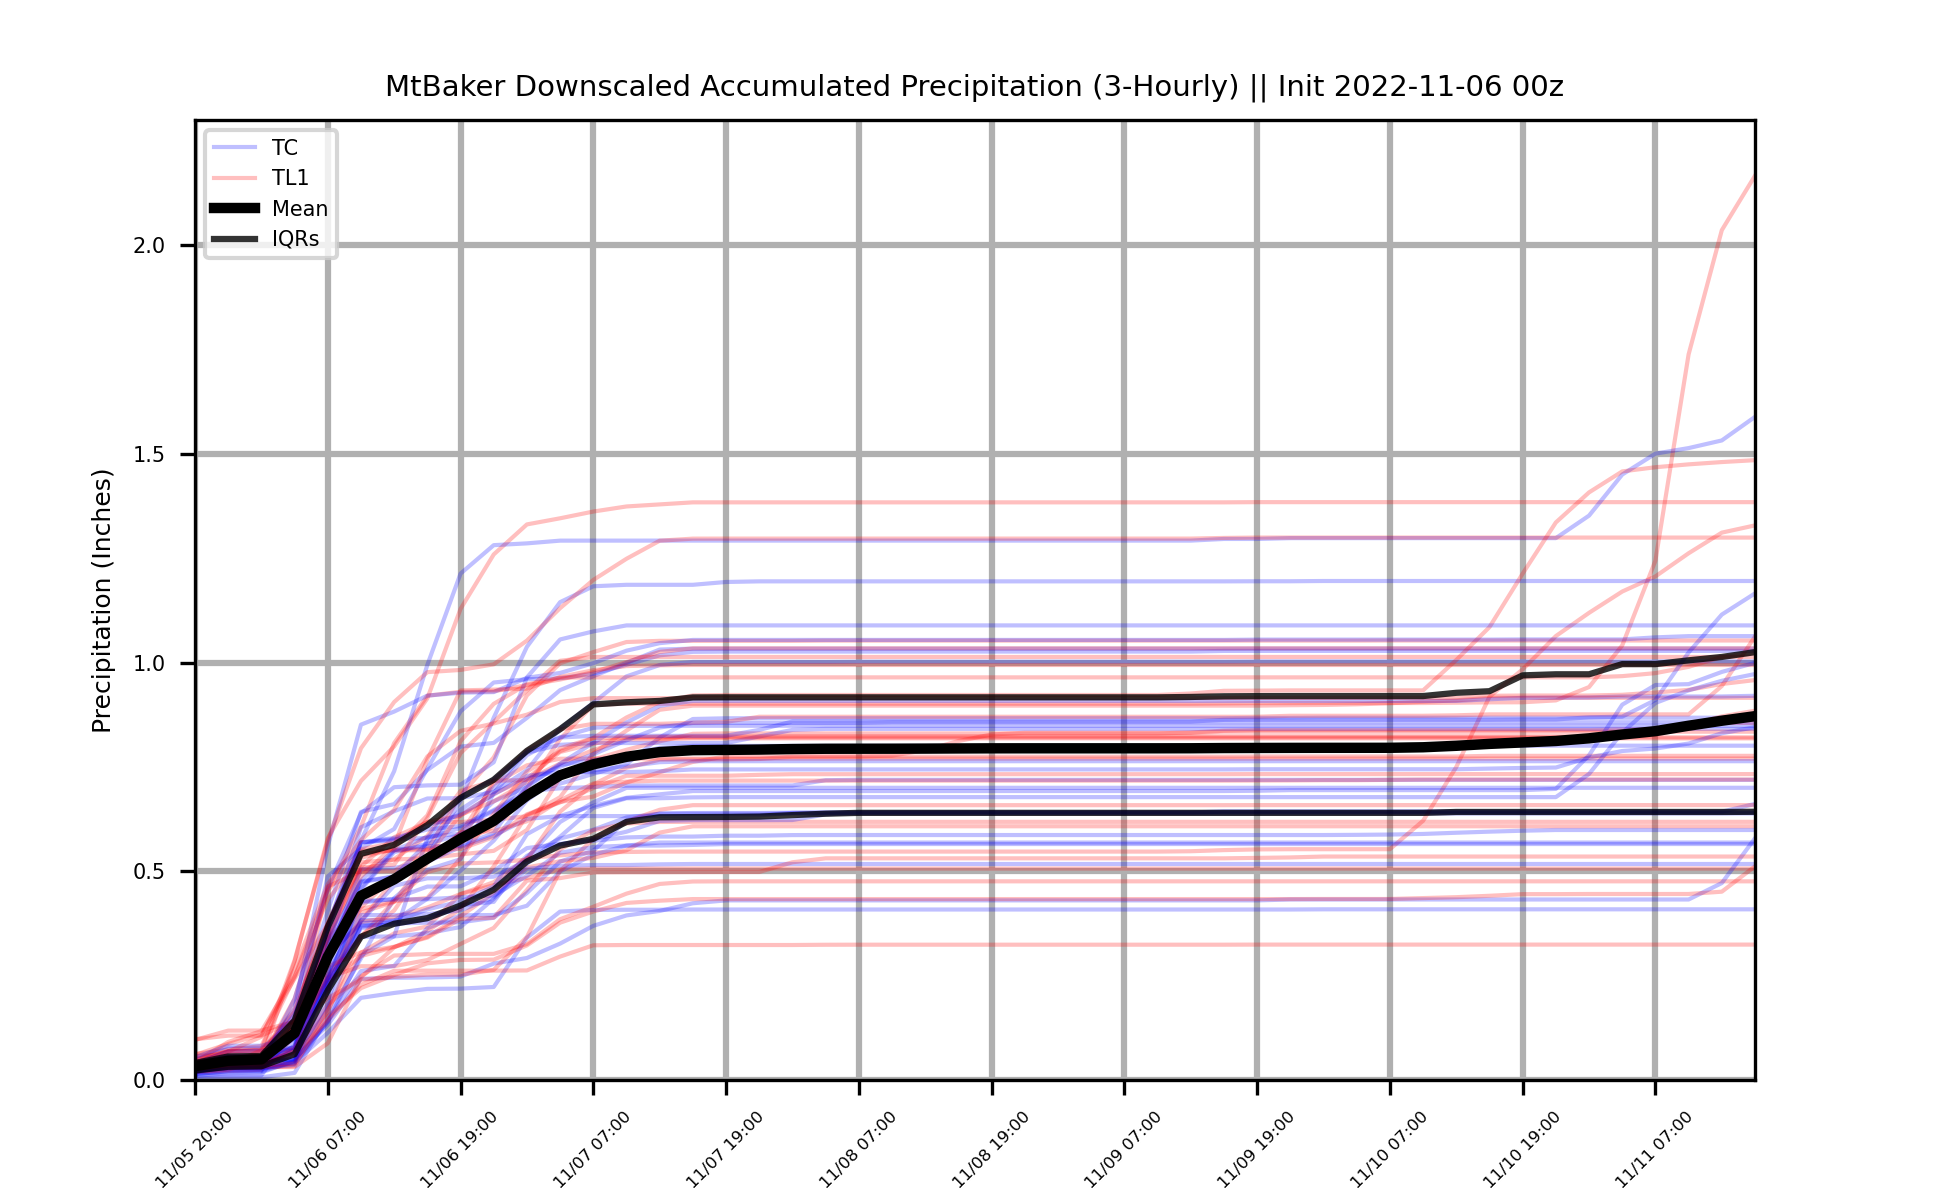 MtBaker Downscaled Accumulated Precipitation (3-Hourly) || Init 2022-11-06 00z
TC
TL1
Mean
IQRs
Precipitation (Inches)
2.0
1.5
1.0
0.5
0.0
11/05 20:00
11/06 07:00
11/06 19:00
11/07 07:00
11/07 19:00
11/08 07:00
11/08 19:00
11/09 07:00
11/09 19:00
11/10 07:00
11/10 19:00
11/11 07:00